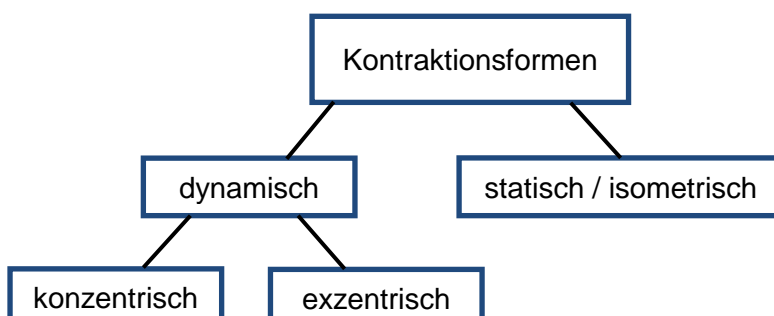 Kontraktionsformen
dynamisch
statisch / isometrisch
konzentrisch
exzentrisch